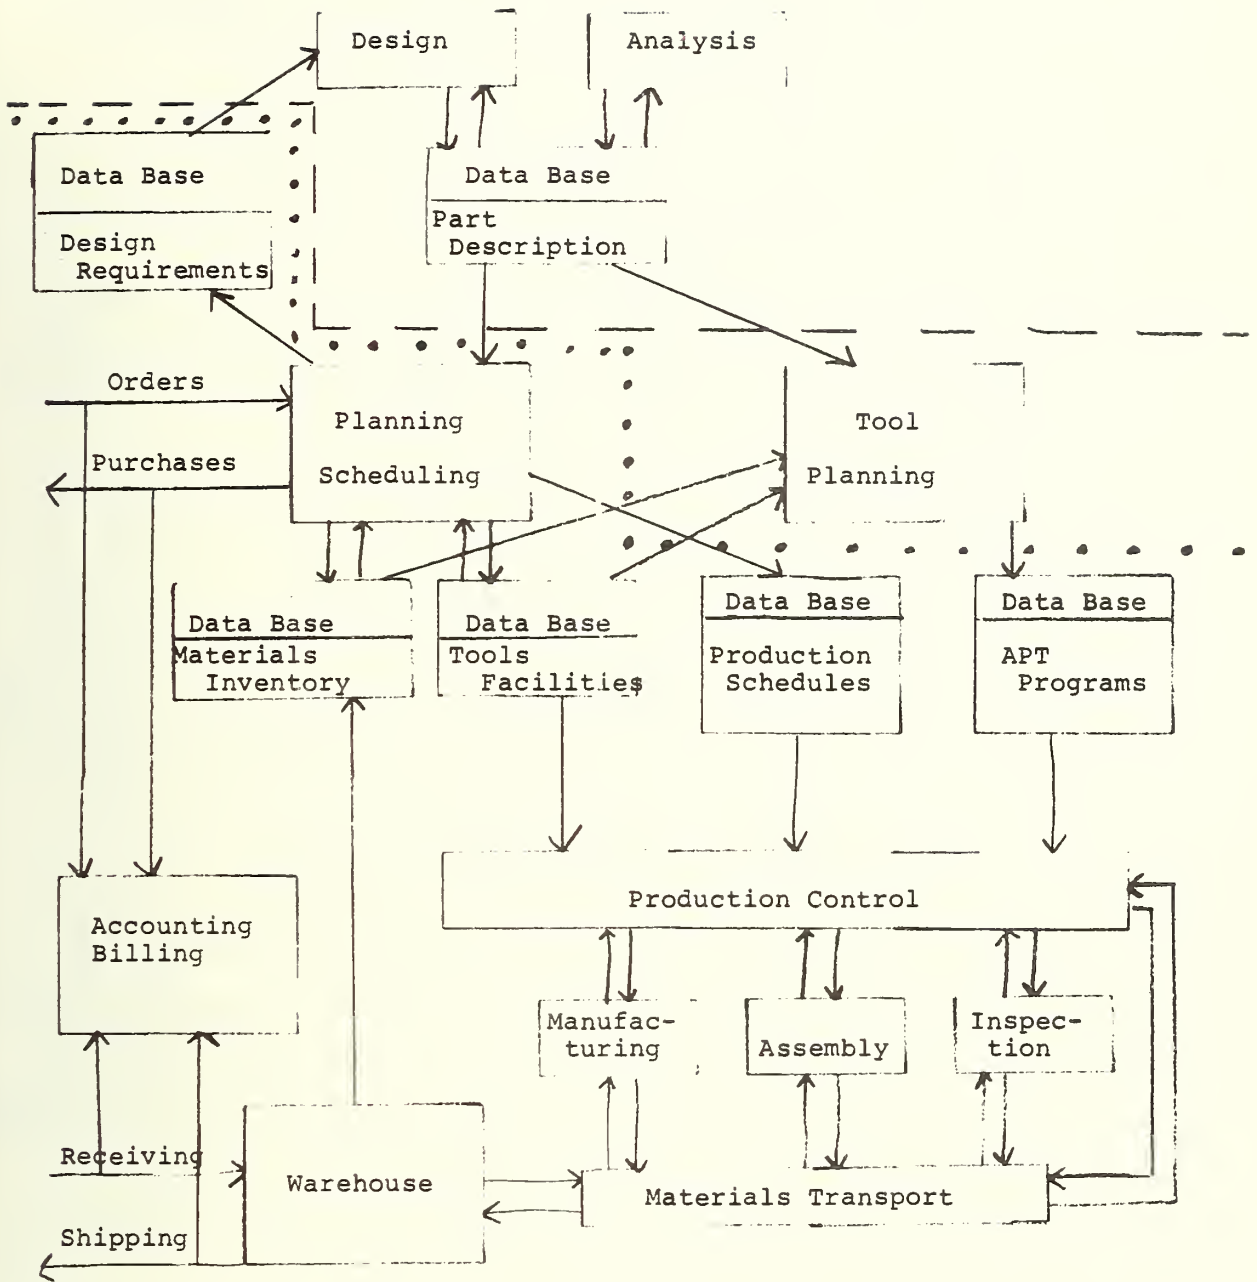 Design
Analysis
Data Base
Design
Requirements
Data Base
Part
Description
Orders
Purchases
Planning
Scheduling
Tool
Planning
Data Base
Materials
Inventory
Data Base
Tools
Facilities
Data Base
Production
Schedules
Data Base
APT
Programs
Accounting
Billing
Production Control
Manufac-
turing
Assembly
Inspec-
tion
Receiving
Shipping
Warehouse
Materials Transport